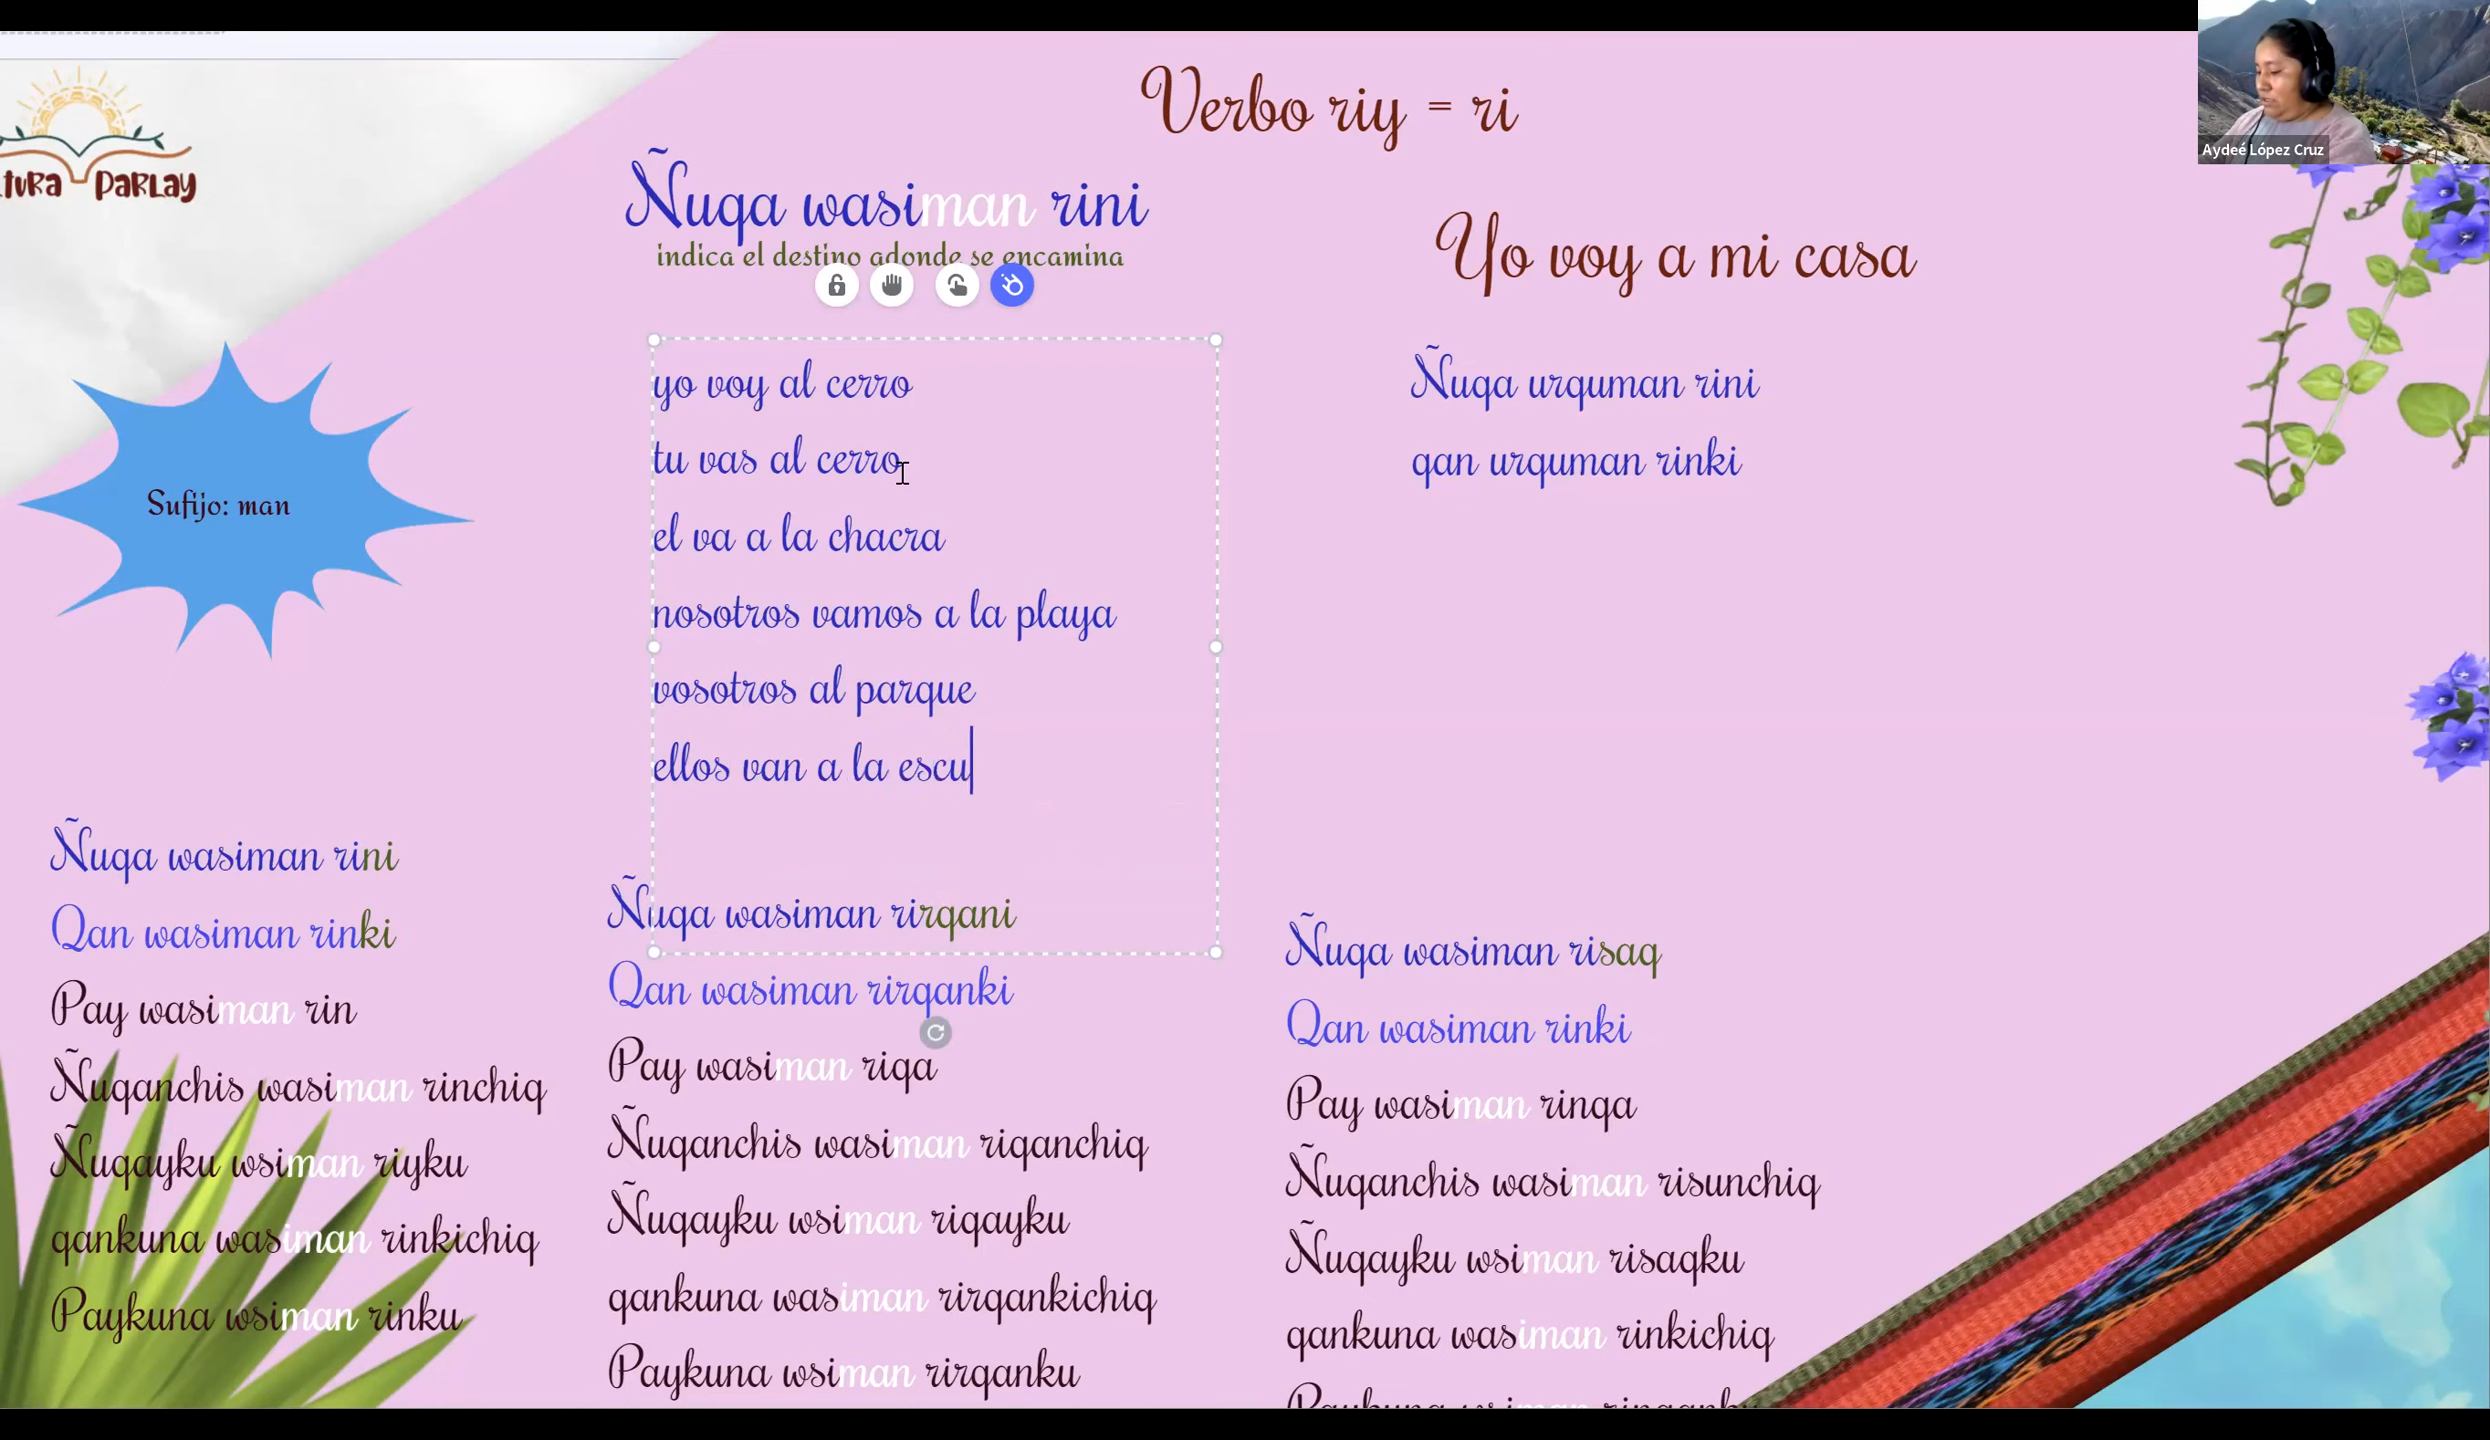 tuRa PaRLay
Verbo riy = ri
Aydeé López Cruz
Ñuqa wasiman rini
indica el destino adonde se encamina
Yo voy a mi casa
Sufijo: man
yo voy al cerro
tu vas al cerro
el va a la chacra
nosotros vamos a la playa
vosotros al parque
ellos van a la escu
Ñuqa urquman rini
qan urquman rinki
Ñuqa wasiman rini
Qan wasiman rinki
Pay wasiman rin
Ñuqanchis wasiman rinchiq
Ñuqayku wsiman riyku
qankuna wasiman rinkichiq
Paykuna wsiman rinku
Ñuqa wasiman rirqani
Qan wasiman rirqanki
Pay wasiman riqa
Ñuqanchis wasiman riqanchiq
Ñuqayku wsiman riqayku
qankuna wasiman rirqankichiq
Paykuna wsiman rirqanku
Ñuqa wasiman risaq
Qan wasiman rinki
Pay wasiman rinqa
Ñuqanchis wasiman risunchiq
Ñuqayku wsiman risaqku
qankuna wasiman rinkichiq